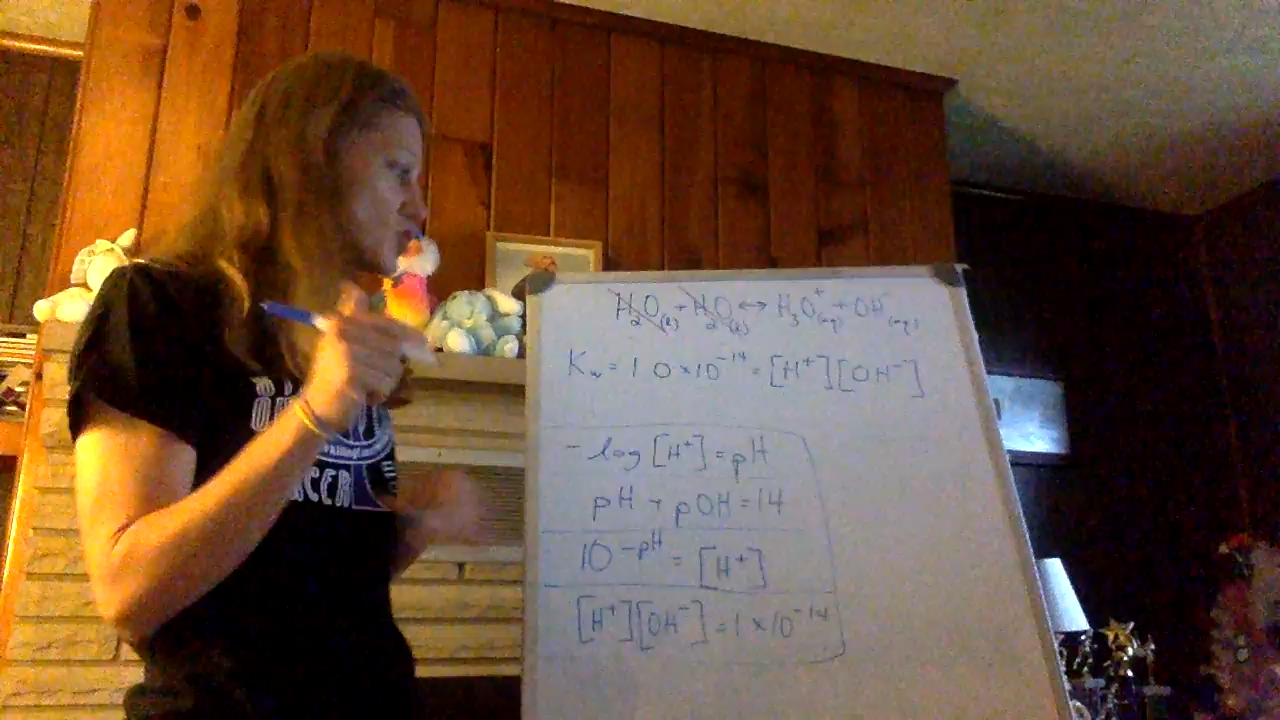 H₂O(l) + H₂O(l) ↔ H₃O⁺(aq) + OH⁻(aq)
Kw = 1.0 × 10⁻¹⁴ = [H⁺][OH⁻]
-log [H⁺] = pH
pH + pOH = 14
10⁻ᵖᴴ = [H⁺]
[H⁺][OH⁻] = 1 × 10⁻¹⁴